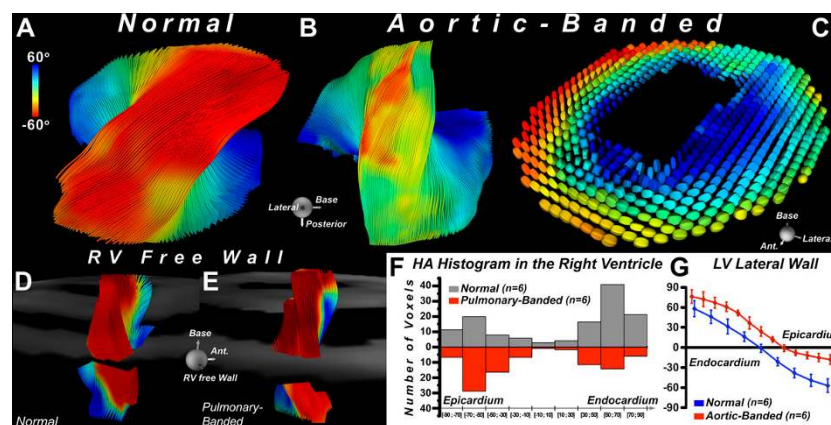 Normal
Aortic-Banded
A
B
C
60°
-60°
Lateral
Base
Posterior
Base
Lateral
Ant.
RV Free Wall
D
E
Base
Ant.
RV free Wall
Normal
Pulmonary-
Banded
F HA Histogram in the Right Ventricle
Number of Voxels
40
30
20
10
0
10
20
30
40
Normal (n=6)
Pulmonary-Banded (n=6)
Epicardium
Endocardium
G LV Lateral Wall
90
60
30
0
-30
-60
-90
Epicardium
Endocardium
Normal (n=6)
Aortic-Banded (n=6)